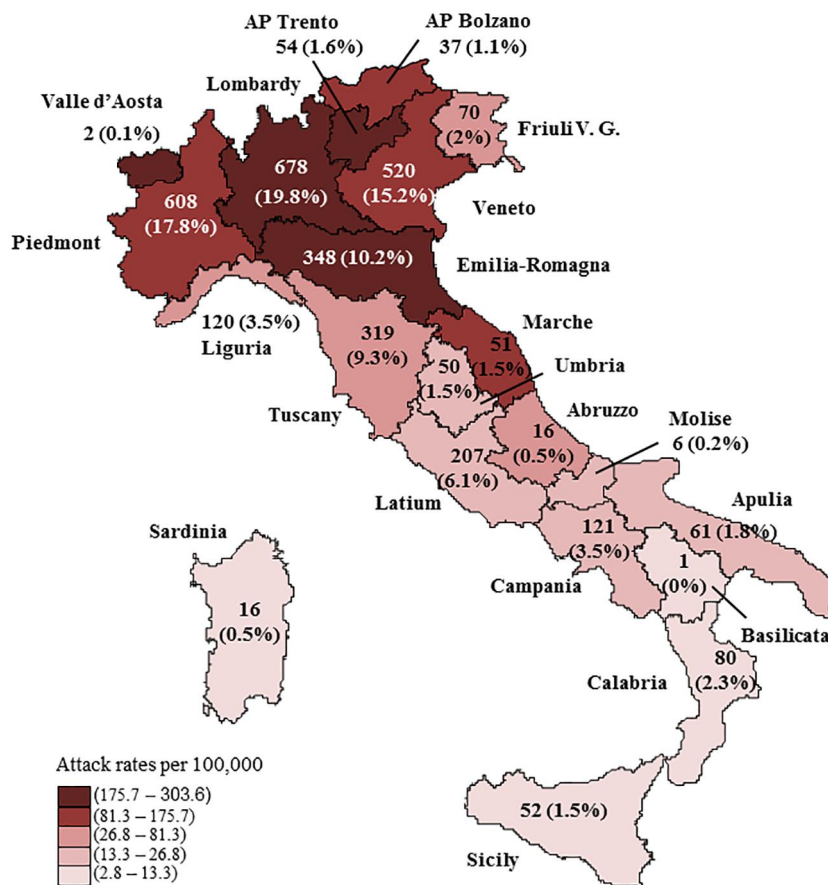 AP Trento
54 (1.6%)
AP Bolzano
37 (1.1%)
Lombardy
Valle d'Aosta
2 (0.1%)
70
(2%)
Friuli V. G.
678
(19.8%)
520
(15.2%)
Veneto
608
(17.8%)
Piedmont
348 (10.2%)
Emilia-Romagna
120 (3.5%)
Liguria
319
(9.3%)
Marche
51
(1.5%)
50
(1.5%)
Umbria
Tuscany
Abruzzo
16
(0.5%)
Molise
6 (0.2%)
207
(6.1%)
Latium
Apulia
61 (1.8%)
121
(3.5%)
Campania
1
(0%)
Basilicata
Sardinia
16
(0.5%)
80
(2.3%)
Calabria
52 (1.5%)
Sicily
Attack rates per 100,000
(175.7 – 303.6)
(81.3 – 175.7)
(26.8 – 81.3)
(13.3 – 26.8)
(2.8 – 13.3)